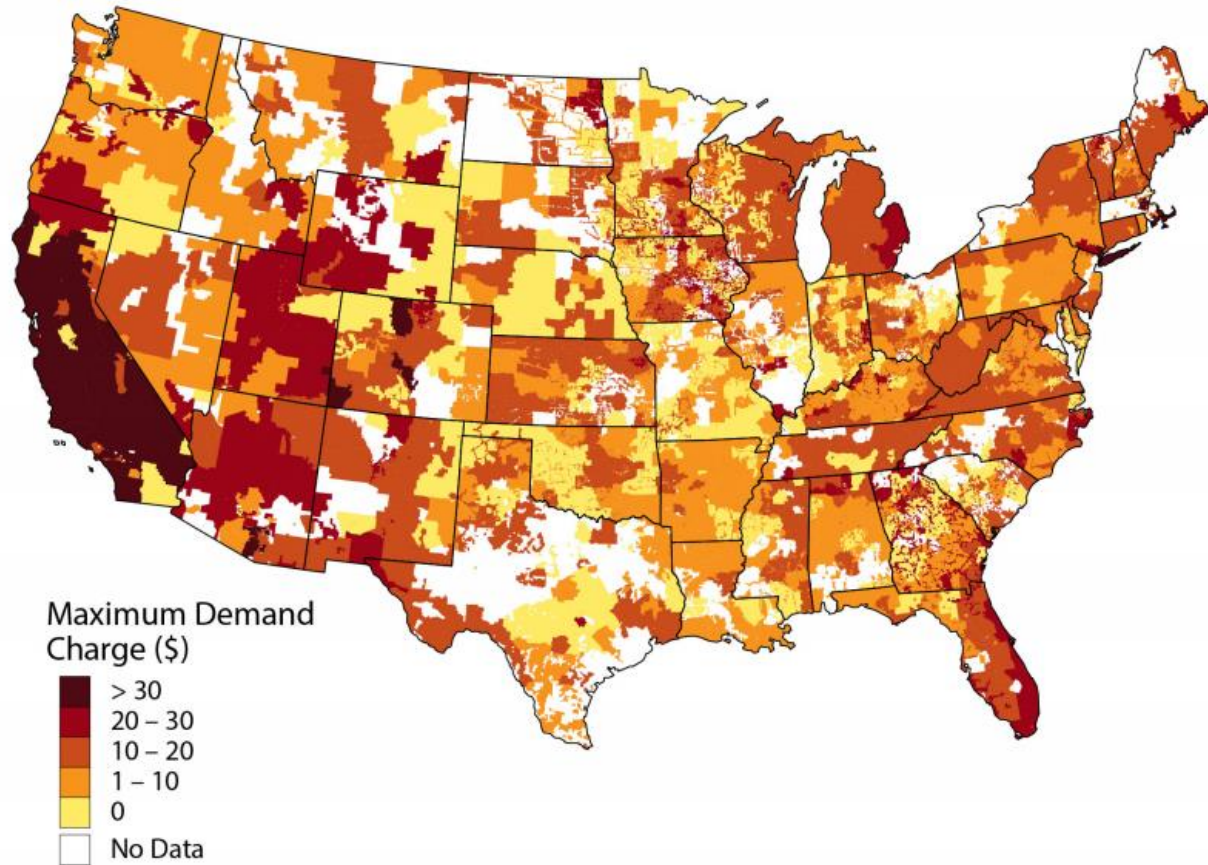 Maximum Demand
Charge ($)
> 30
20 – 30
10 – 20
1 – 10
0
No Data